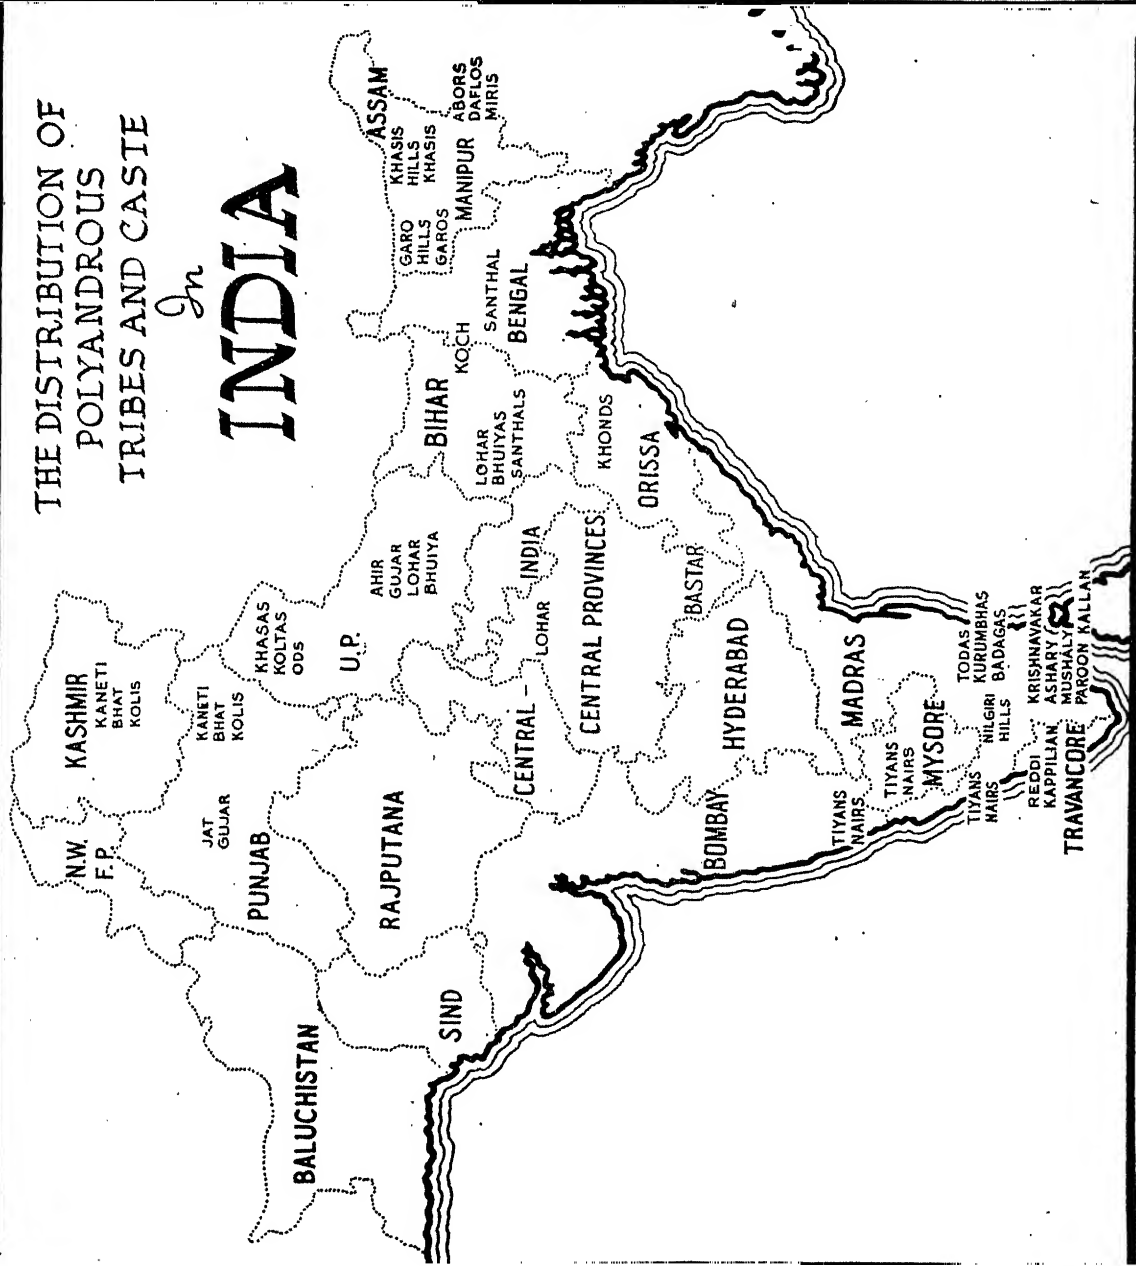 THE DISTRIBUTION OF
POLYANDROUS
TRIBES AND CASTE
In
INDIA
KASHMIR
KANETI
BHAT
KOLIS
N.W.
F.P.
KANETI
BHAT
KOLIS
JAT
GUJAR
PUNJAB
KHASAS
KOLTAS
ODS
U.P.
AHIR
GUJAR
LOHAR
BHUIYA
RAJPUTANA
BALUCHISTAN
SIND
ASSAM
KHASIS
HILLS
KHASIS
ABORS
DAFLOS
MIRIS
MANIPUR
GARO
HILLS
GAROS
SANTHAL
BENGAL
KOCH
BIHAR
LOHAR
BHUIYAS
SANTHALS
KHONDS
ORISSA
CENTRAL - INDIA
LOHAR
CENTRAL PROVINCES
BASTAR
HYDERABAD
BOMBAY
MADRAS
TIYANS
NAIRS
TIYANS
NAIRS
MYSORE
TIYANS
NAIRS
NILGIRI
HILLS
TODAS
KURUMBHAS
BADAGAS
REDDI
KAPPILIAN
KRISHNAVAKAR
ASHARY
MUSHALY
PAROON KALLAN
TRAVANCORE